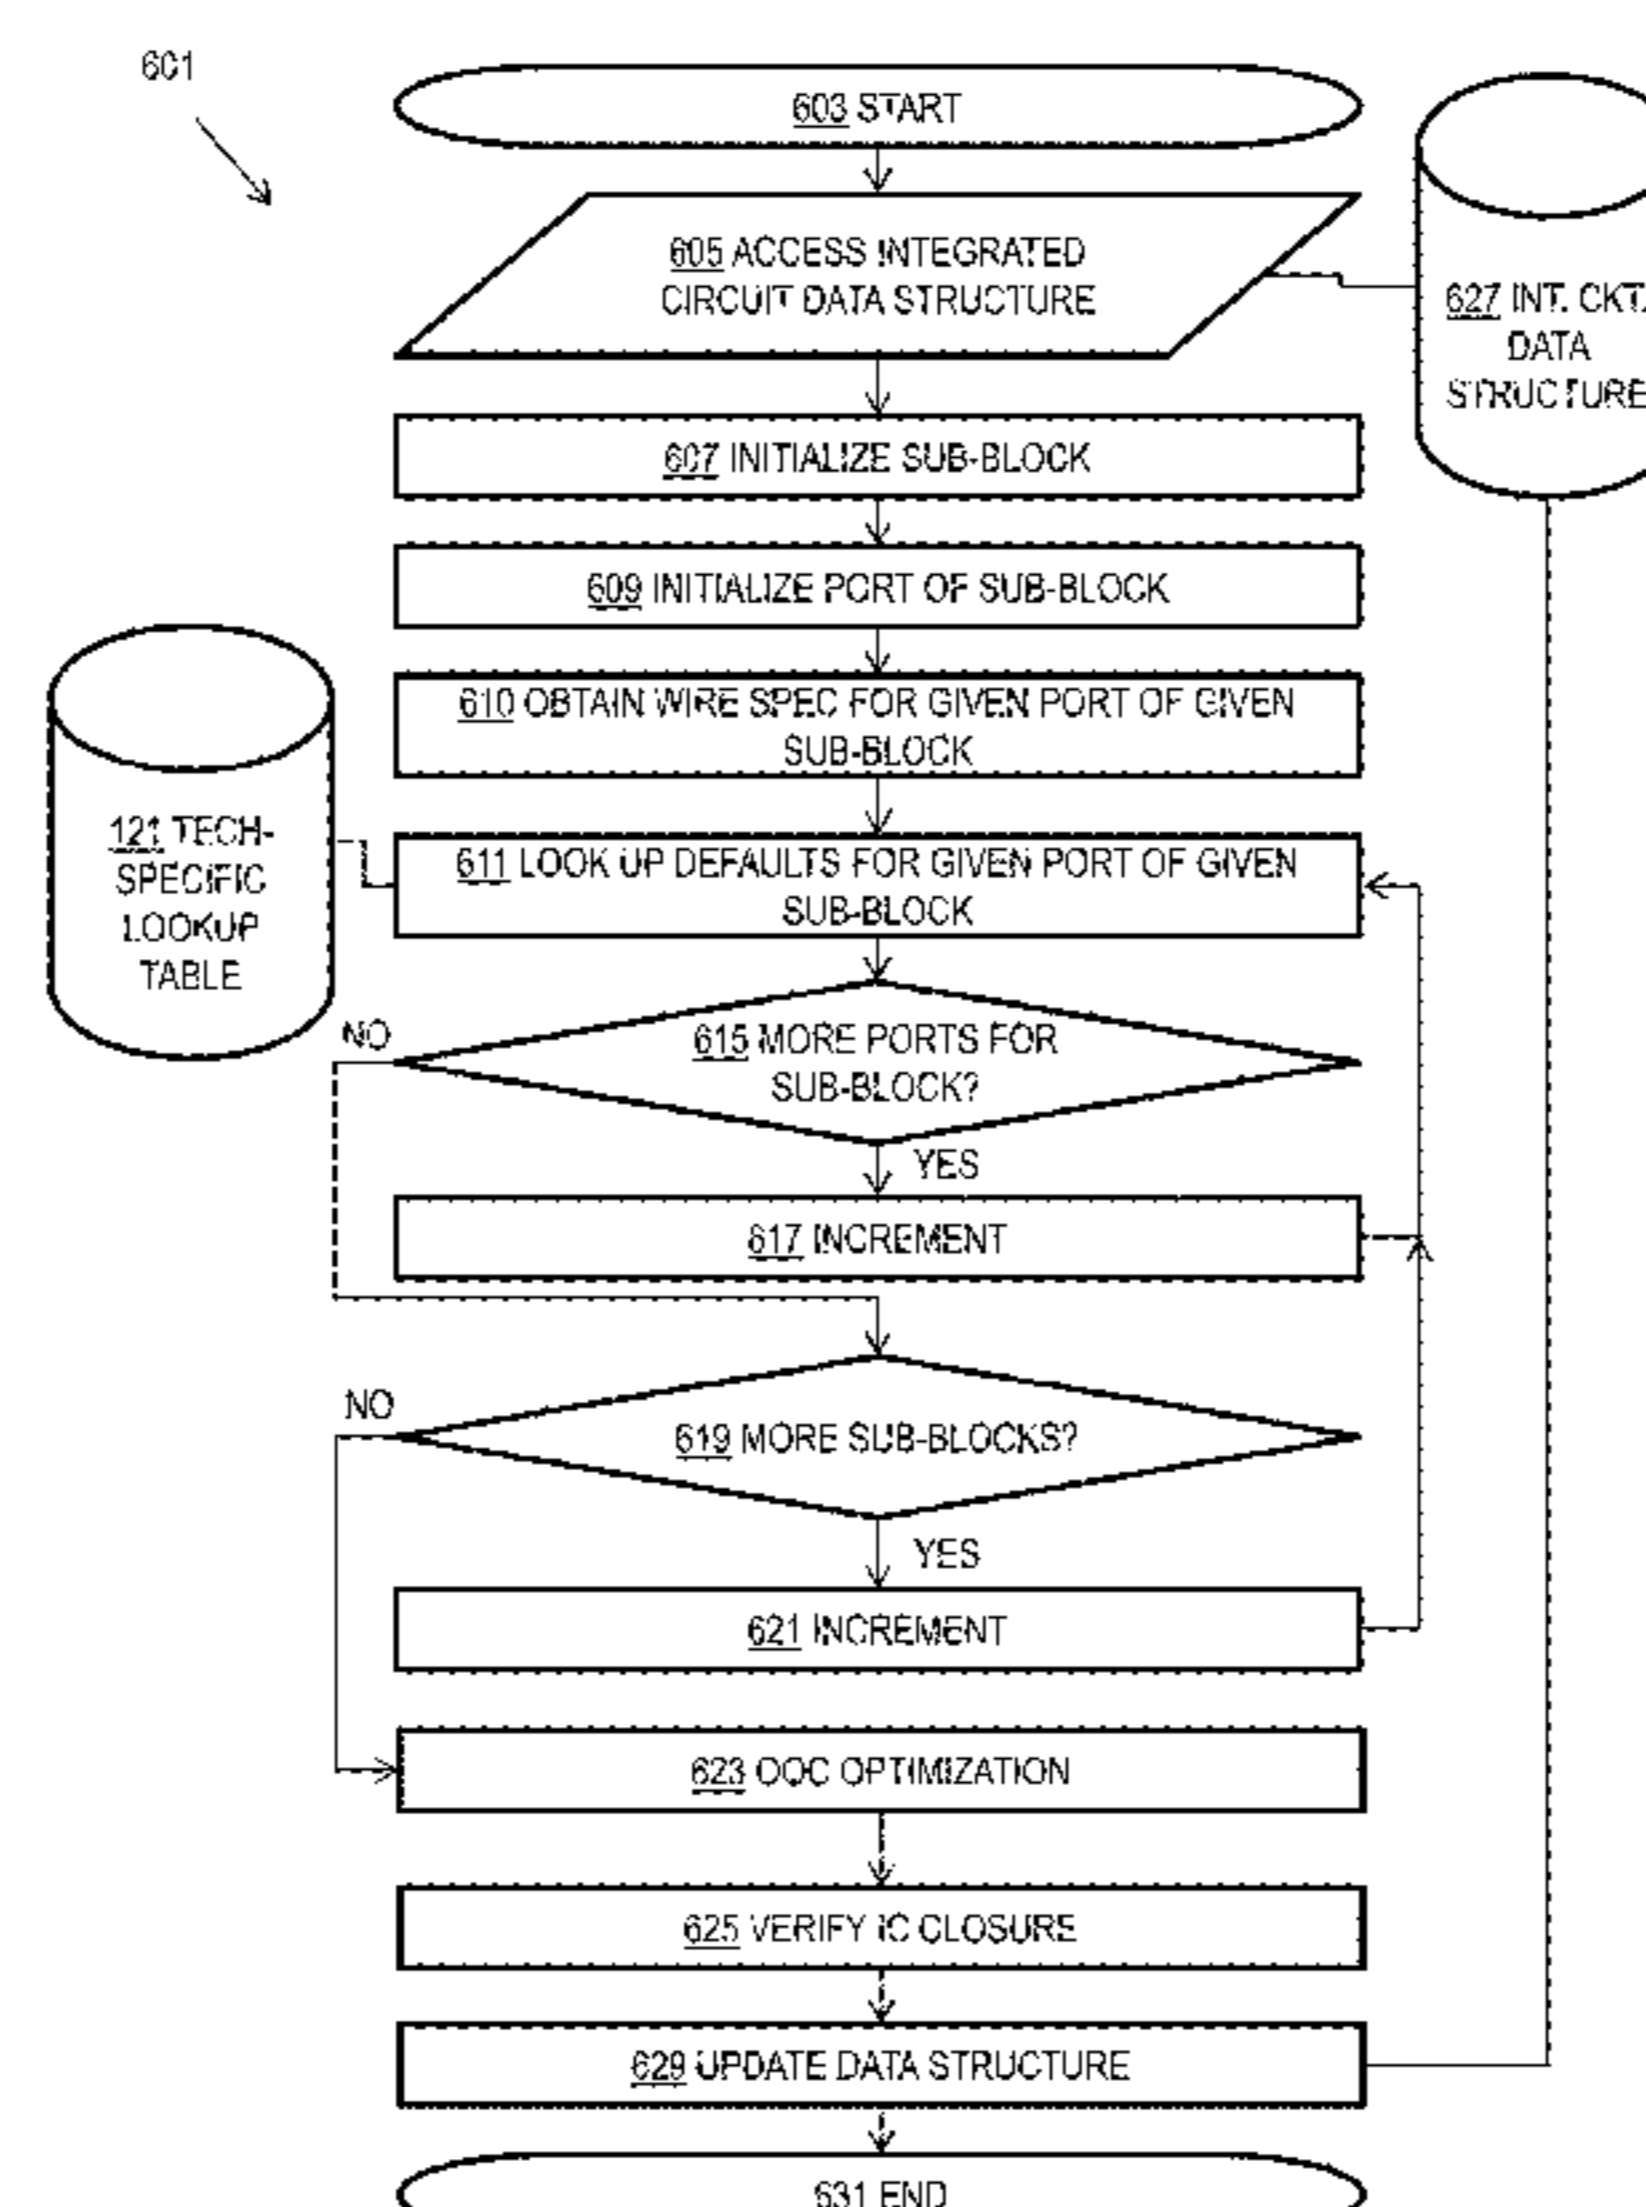 601
603 START
605 ACCESS INTEGRATED
CIRCUIT DATA STRUCTURE
627 INT. CKT.
DATA
STRUCTURE
607 INITIALIZE SUB-BLOCK
609 INITIALIZE PORT OF SUB-BLOCK
610 OBTAIN WIRE SPEC FOR GIVEN PORT OF GIVEN
SUB-BLOCK
121 TECH-
SPECIFIC
LOOKUP
TABLE
611 LOOK UP DEFAULTS FOR GIVEN PORT OF GIVEN
SUB-BLOCK
NO
615 MORE PORTS FOR
SUB-BLOCK?
YES
617 INCREMENT
NO
619 MORE SUB-BLOCKS?
YES
621 INCREMENT
623 OOC OPTIMIZATION
625 VERIFY IC CLOSURE
629 UPDATE DATA STRUCTURE
631 END